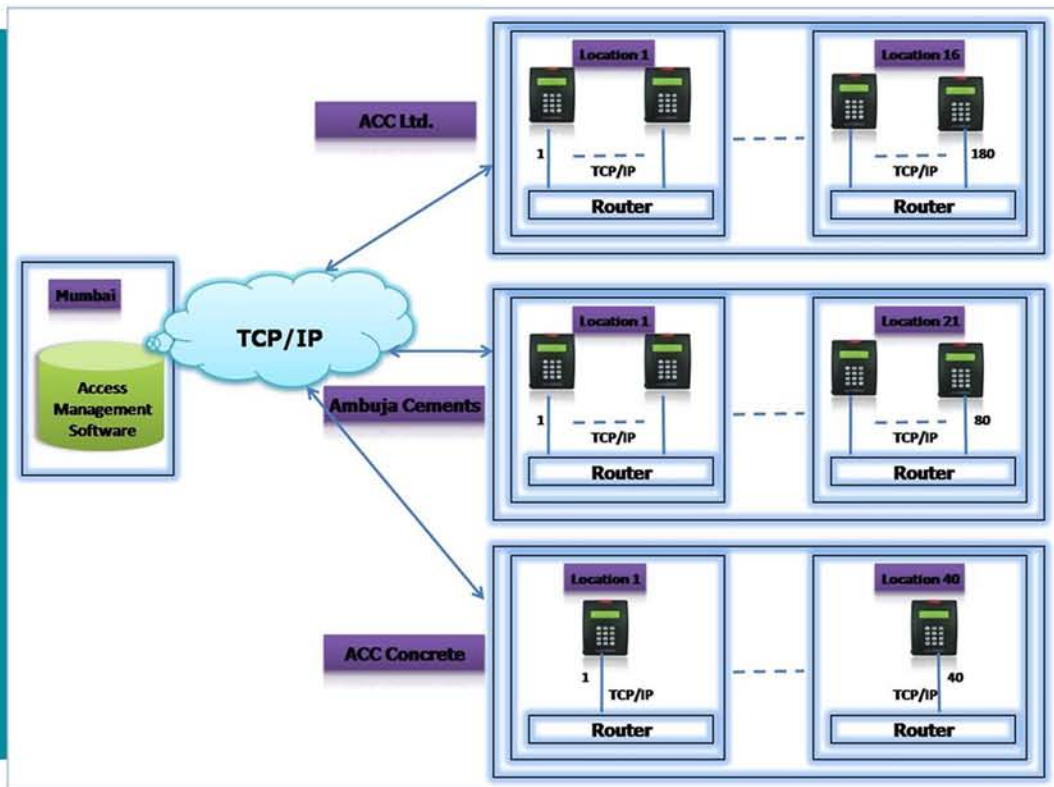 ACC Ltd.
Location 1
1
TCP/IP
Router
Location 16
180
TCP/IP
Router
Mumbai
Access
Management
Software
TCP/IP
Ambuja Cements
Location 1
1
TCP/IP
Router
Location 21
80
TCP/IP
Router
ACC Concrete
Location 1
1
TCP/IP
Router
Location 40
40
TCP/IP
Router